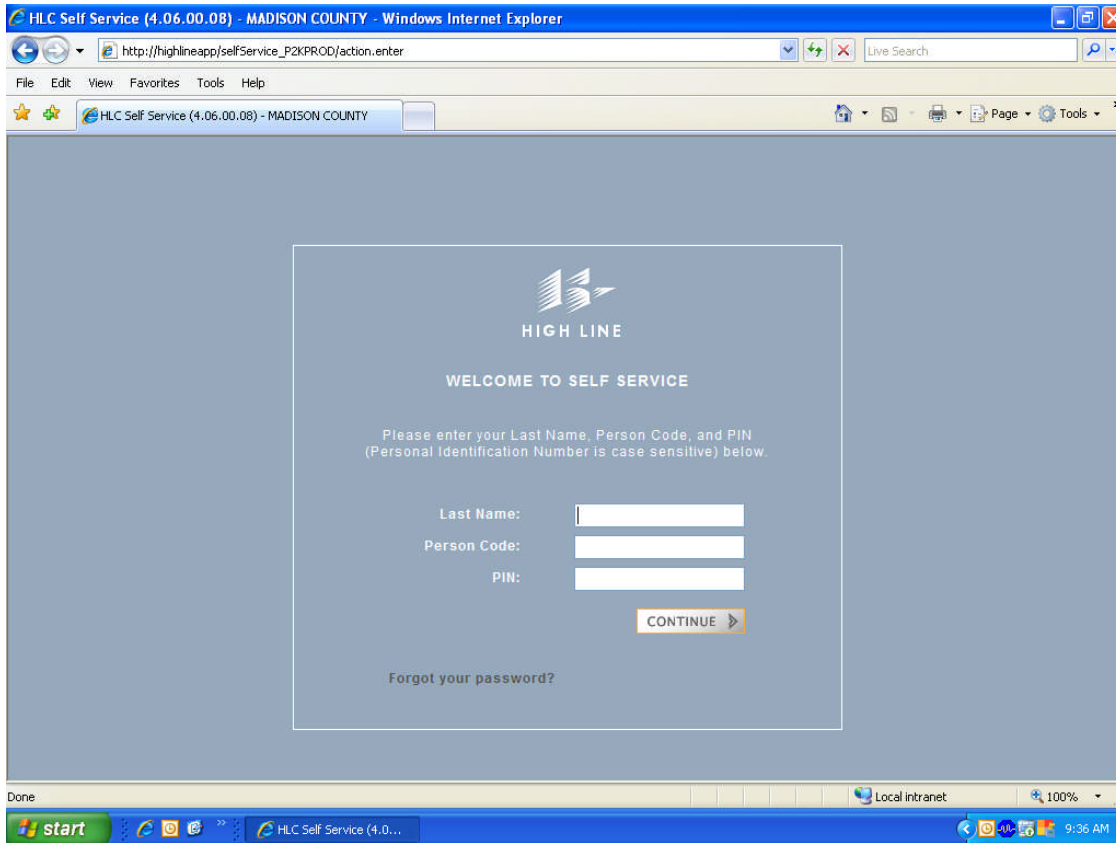 HLC Self Service (4.06.00.08) - MADISON COUNTY - Windows Internet Explorer
http://highlineapp/selfService_P2KPROD/action.enter
Live Search
File Edit View Favorites Tools Help
HLC Self Service (4.06.00.08) - MADISON COUNTY
Page Tools
HIGH LINE
WELCOME TO SELF SERVICE
Please enter your Last Name, Person Code, and PIN
(Personal Identification Number is case sensitive) below.
Last Name:
Person Code:
PIN:
CONTINUE
Forgot your password?
Done Local intranet 100%
start HLC Self Service (4.0... 9:36 AM